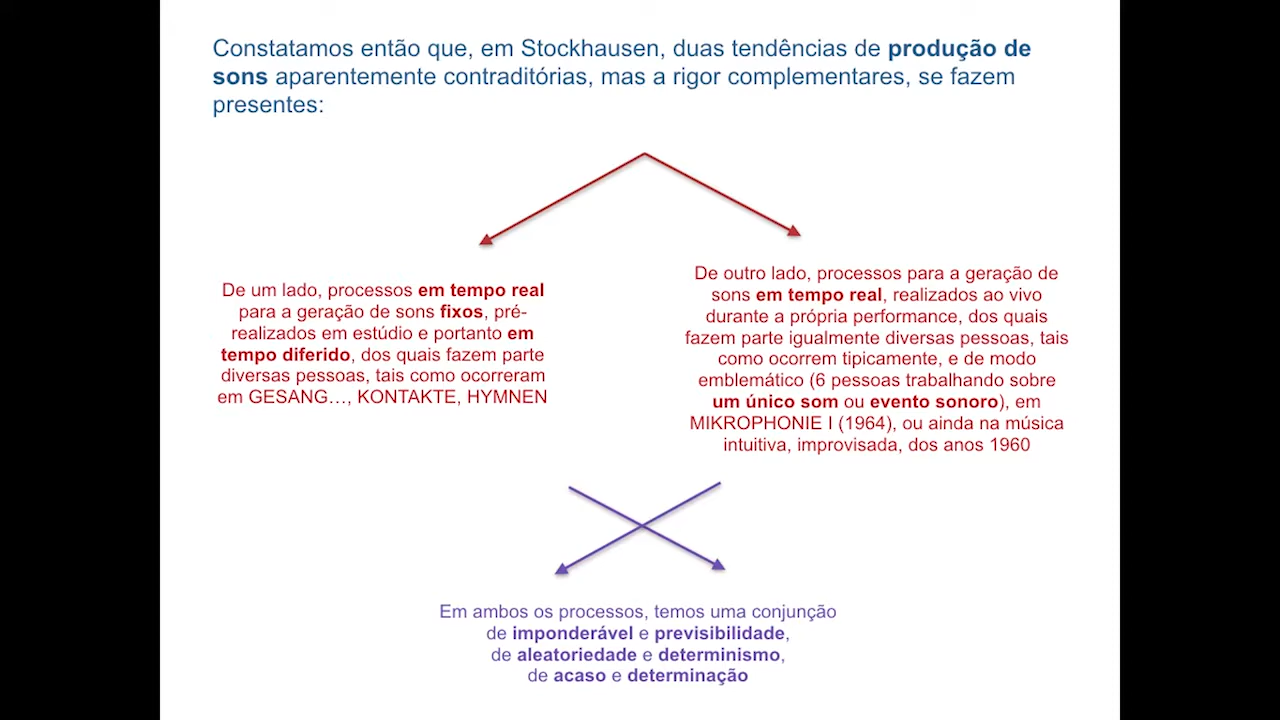 Constatamos então que, em Stockhausen, duas tendências de produção de
sons aparentemente contraditórias, mas a rigor complementares, se fazem
presentes:
De um lado, processos em tempo real
para a geração de sons fixos, pré-
realizados em estúdio e portanto em
tempo diferido, dos quais fazem parte
diversas pessoas, tais como ocorreram
em GESANG…, KONTAKTE, HYMNEN
De outro lado, processos para a geração de
sons em tempo real, realizados ao vivo
durante a própria performance, dos quais
fazem parte igualmente diversas pessoas, tais
como ocorrem tipicamente, e de modo
emblemático (6 pessoas trabalhando sobre
um único som ou evento sonoro), em
MIKROPHONIE I (1964), ou ainda na música
intuitiva, improvisada, dos anos 1960
Em ambos os processos, temos uma conjunção
de imponderável e previsibilidade,
de aleatoriedade e determinismo,
de acaso e determinação